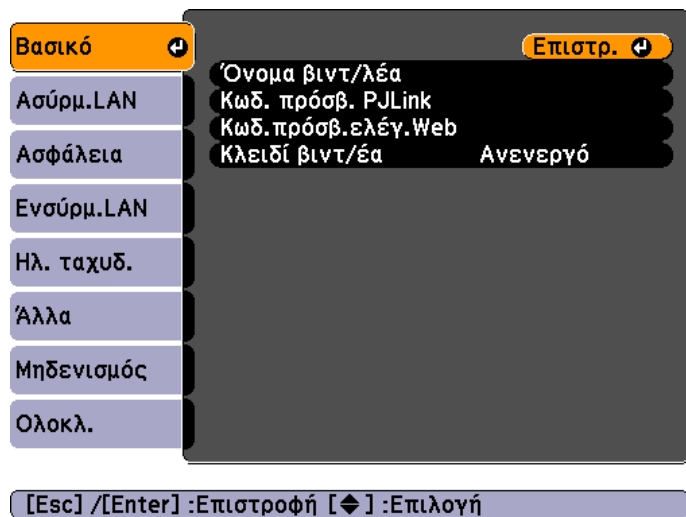 Βασικό
Ασύρμ.LAN
Ασφάλεια
Ενσύρμ.LAN
Ηλ. ταχυδ.
Άλλα
Μηδενισμός
Ολοκλ.
Επιστρ.
Όνομα βιντ/λέα
Κωδ. πρόσβ. PJLink
Κωδ.πρόσβ.ελέγ.Web
Κλειδί βιντ/έα Ανενεργό
[Esc] /[Enter] :Επιστροφή [◆] :Επιλογή